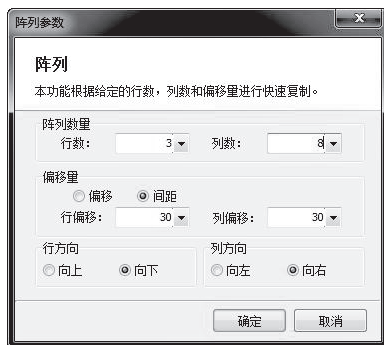 阵列参数
阵列
本功能根据给定的行数，列数和偏移量进行快速复制。
阵列数量
行数： 3 列数： 8
偏移量
偏移 间距
行偏移： 30 列偏移： 30
行方向 列方向
向上 向下 向左 向右
确定 取消